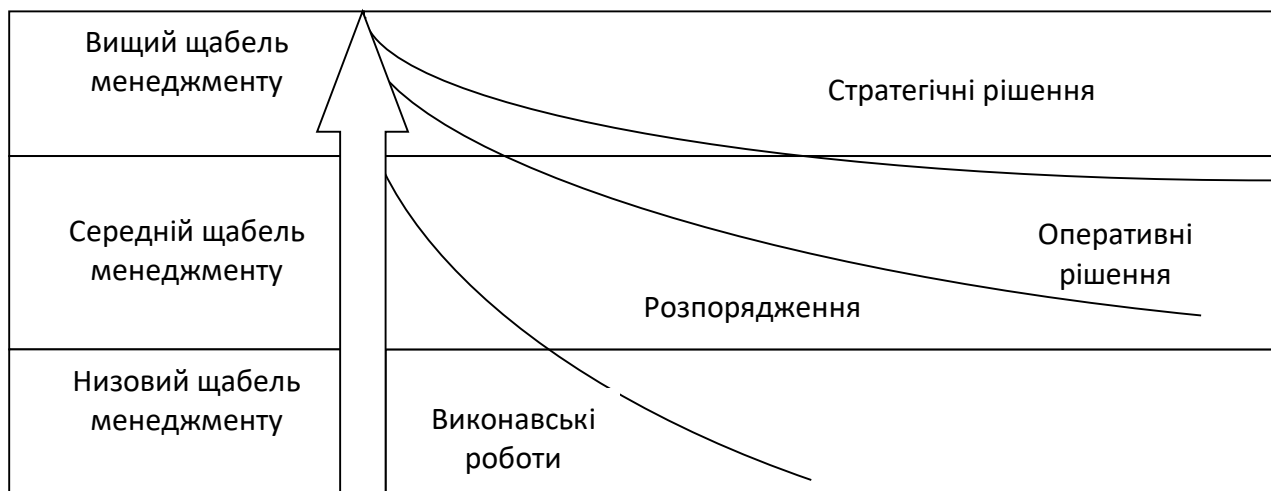 Вищий щабель
менеджменту
Стратегічні рішення
Середній щабель
менеджменту
Оперативні
рішення
Розпорядження
Низовий щабель
менеджменту
Виконавські
роботи